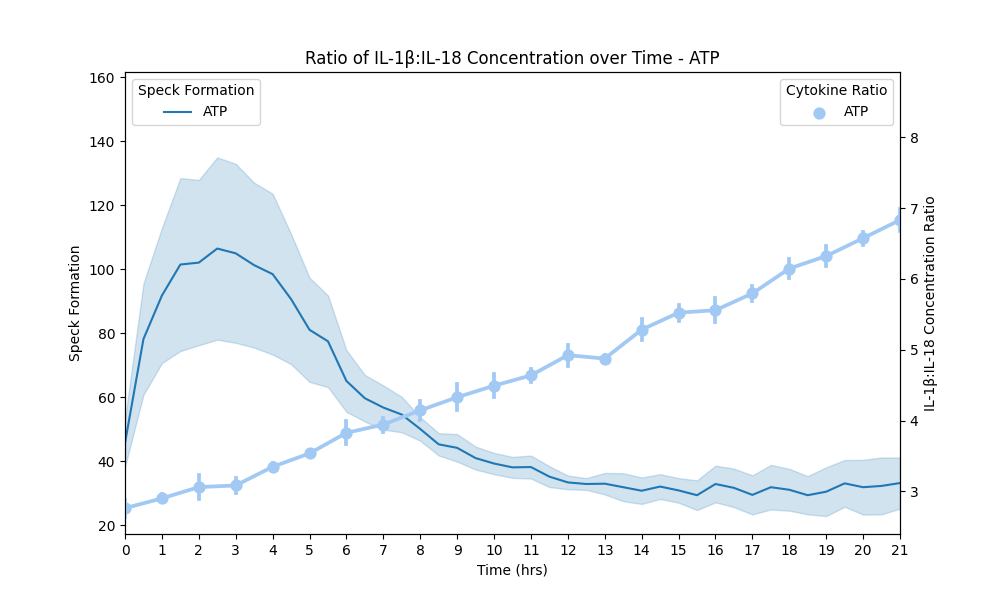 Ratio of IL-1β:IL-18 Concentration over Time - ATP
Speck Formation
ATP
Cytokine Ratio
ATP
160
140
120
100
80
60
40
20
Speck Formation
8
7
6
5
4
3
IL-1β:IL-18 Concentration Ratio
0 1 2 3 4 5 6 7 8 9 10 11 12 13 14 15 16 17 18 19 20 21
Time (hrs)